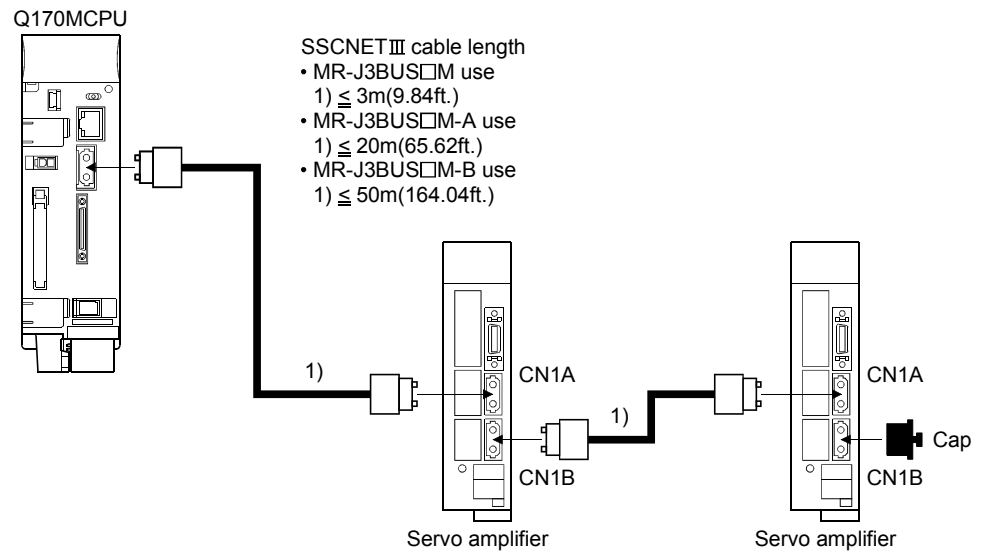 Q170MCPU
SSCNETⅢ cable length
• MR-J3BUS□M use
1) ≦ 3m(9.84ft.)
• MR-J3BUS□M-A use
1) ≦ 20m(65.62ft.)
• MR-J3BUS□M-B use
1) ≦ 50m(164.04ft.)
1)
CN1A
CN1B
Servo amplifier
1)
CN1A
Cap
CN1B
Servo amplifier